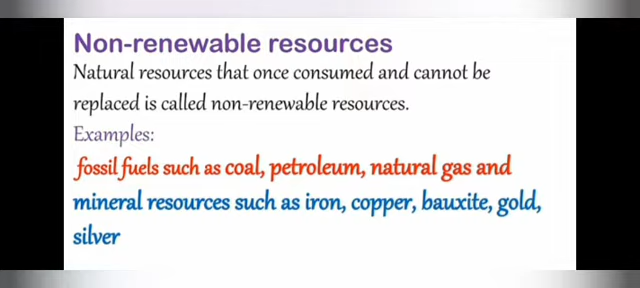 Non-renewable resources
Natural resources that once consumed and cannot be
replaced is called non-renewable resources.
Examples:
fossil fuels such as coal, petroleum, natural gas and
mineral resources such as iron, copper, bauxite, gold,
silver